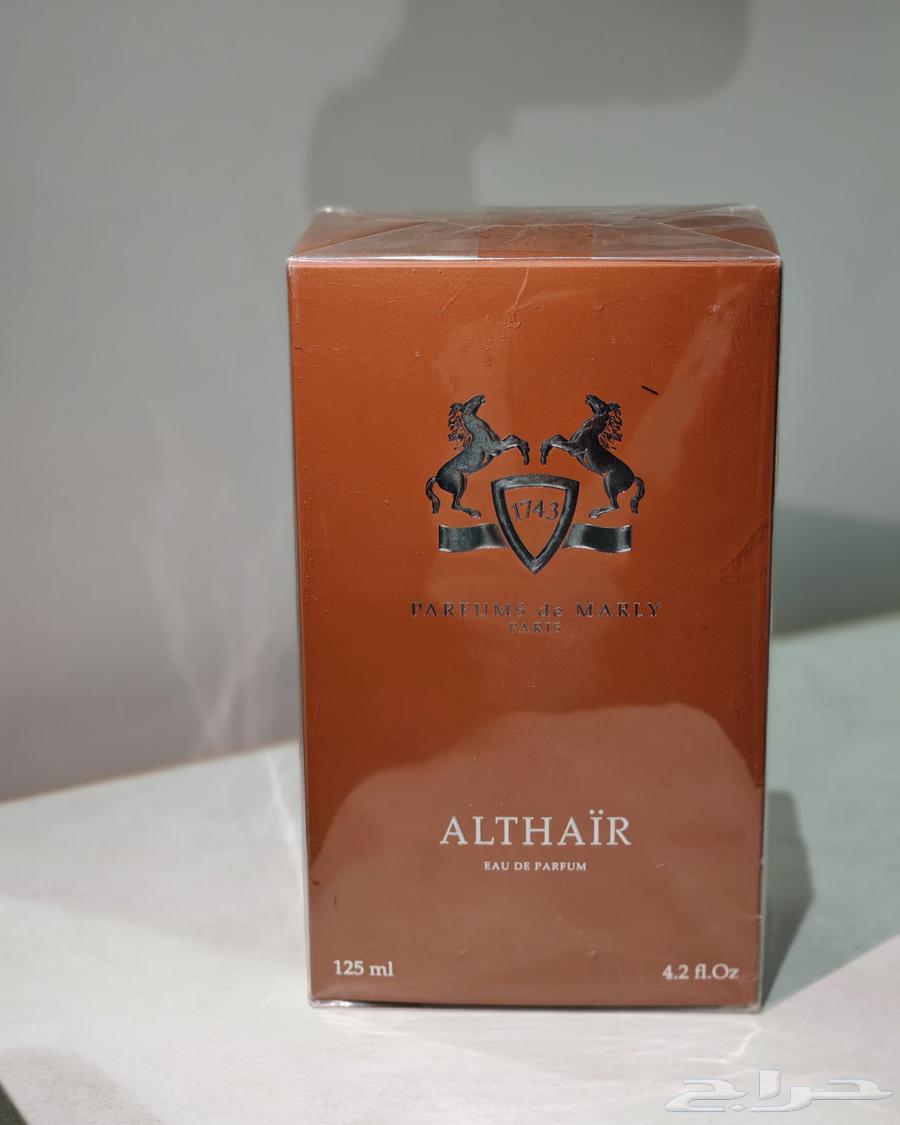 1743
PARFUMS de MARLY
PARIS
ALTHAÏR
EAU DE PARFUM
125 ml
4.2 fl.Oz
حراج